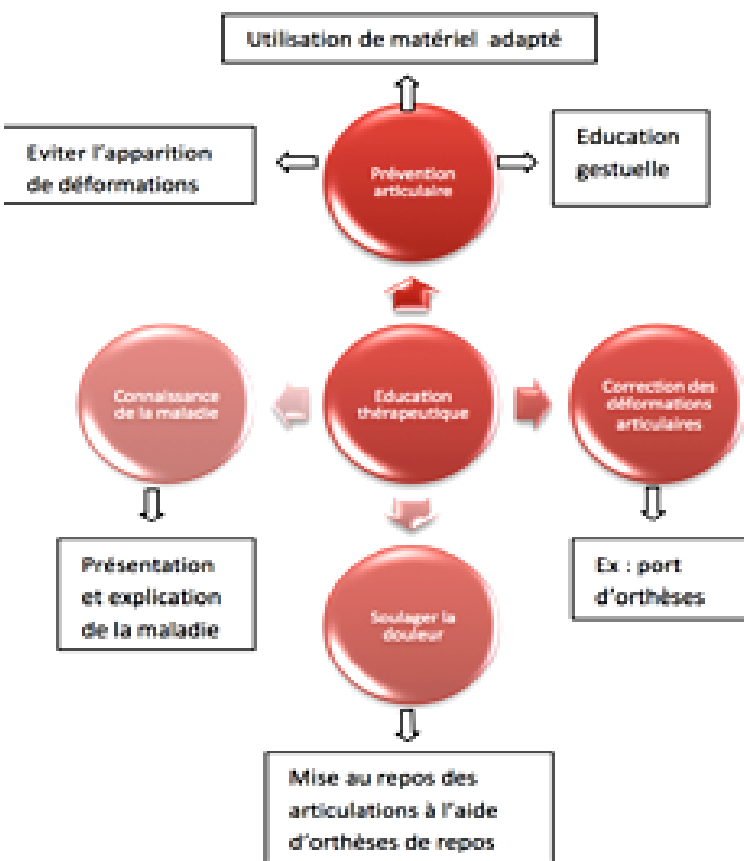 Utilisation de matériel adapté
Eviter l'apparition
de déformations
Prévention
articulaire
Education
gestuelle
Connaissance
de la maladie
Education
thérapeutique
Correction des
déformations
articulaires
Présentation
et explication
de la maladie
Soulager la
douleur
Ex : port
d'orthèses
Mise au repos des
articulations à l'aide
d'orthèses de repos